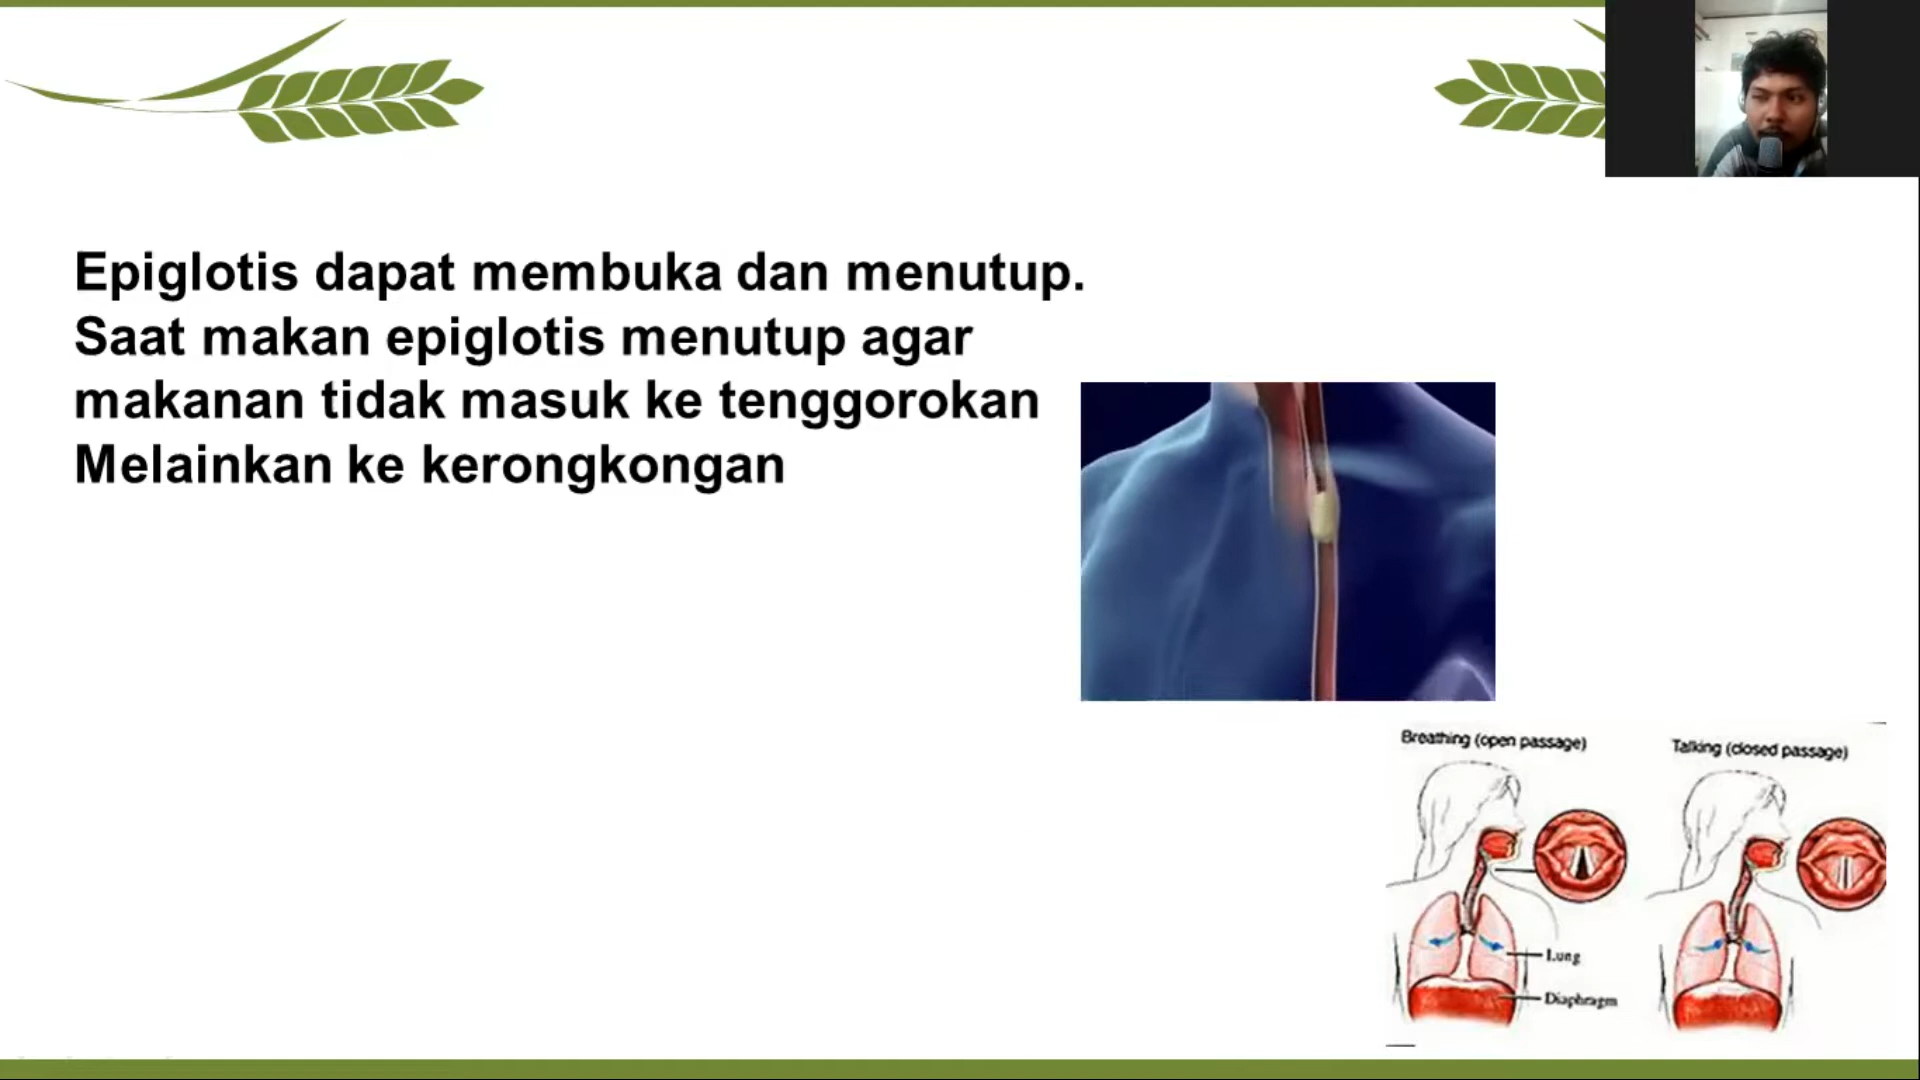 Epiglotis dapat membuka dan menutup.
Saat makan epiglotis menutup agar
makanan tidak masuk ke tenggorokan
Melainkan ke kerongkongan
Breathing (open passage)
Talking (closed passage)
Lung
Diaphragm